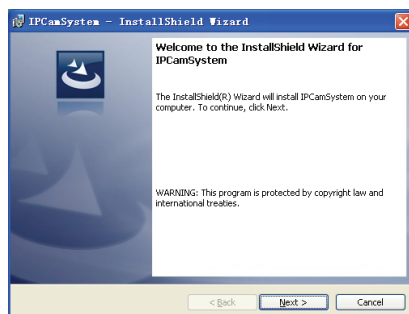 IPCamSystem - InstallShield Wizard
Welcome to the InstallShield Wizard for
IPCamSystem
The InstallShield(R) Wizard will install IPCamSystem on your
computer. To continue, click Next.
WARNING: This program is protected by copyright law and
international treaties.
< Back
Next >
Cancel